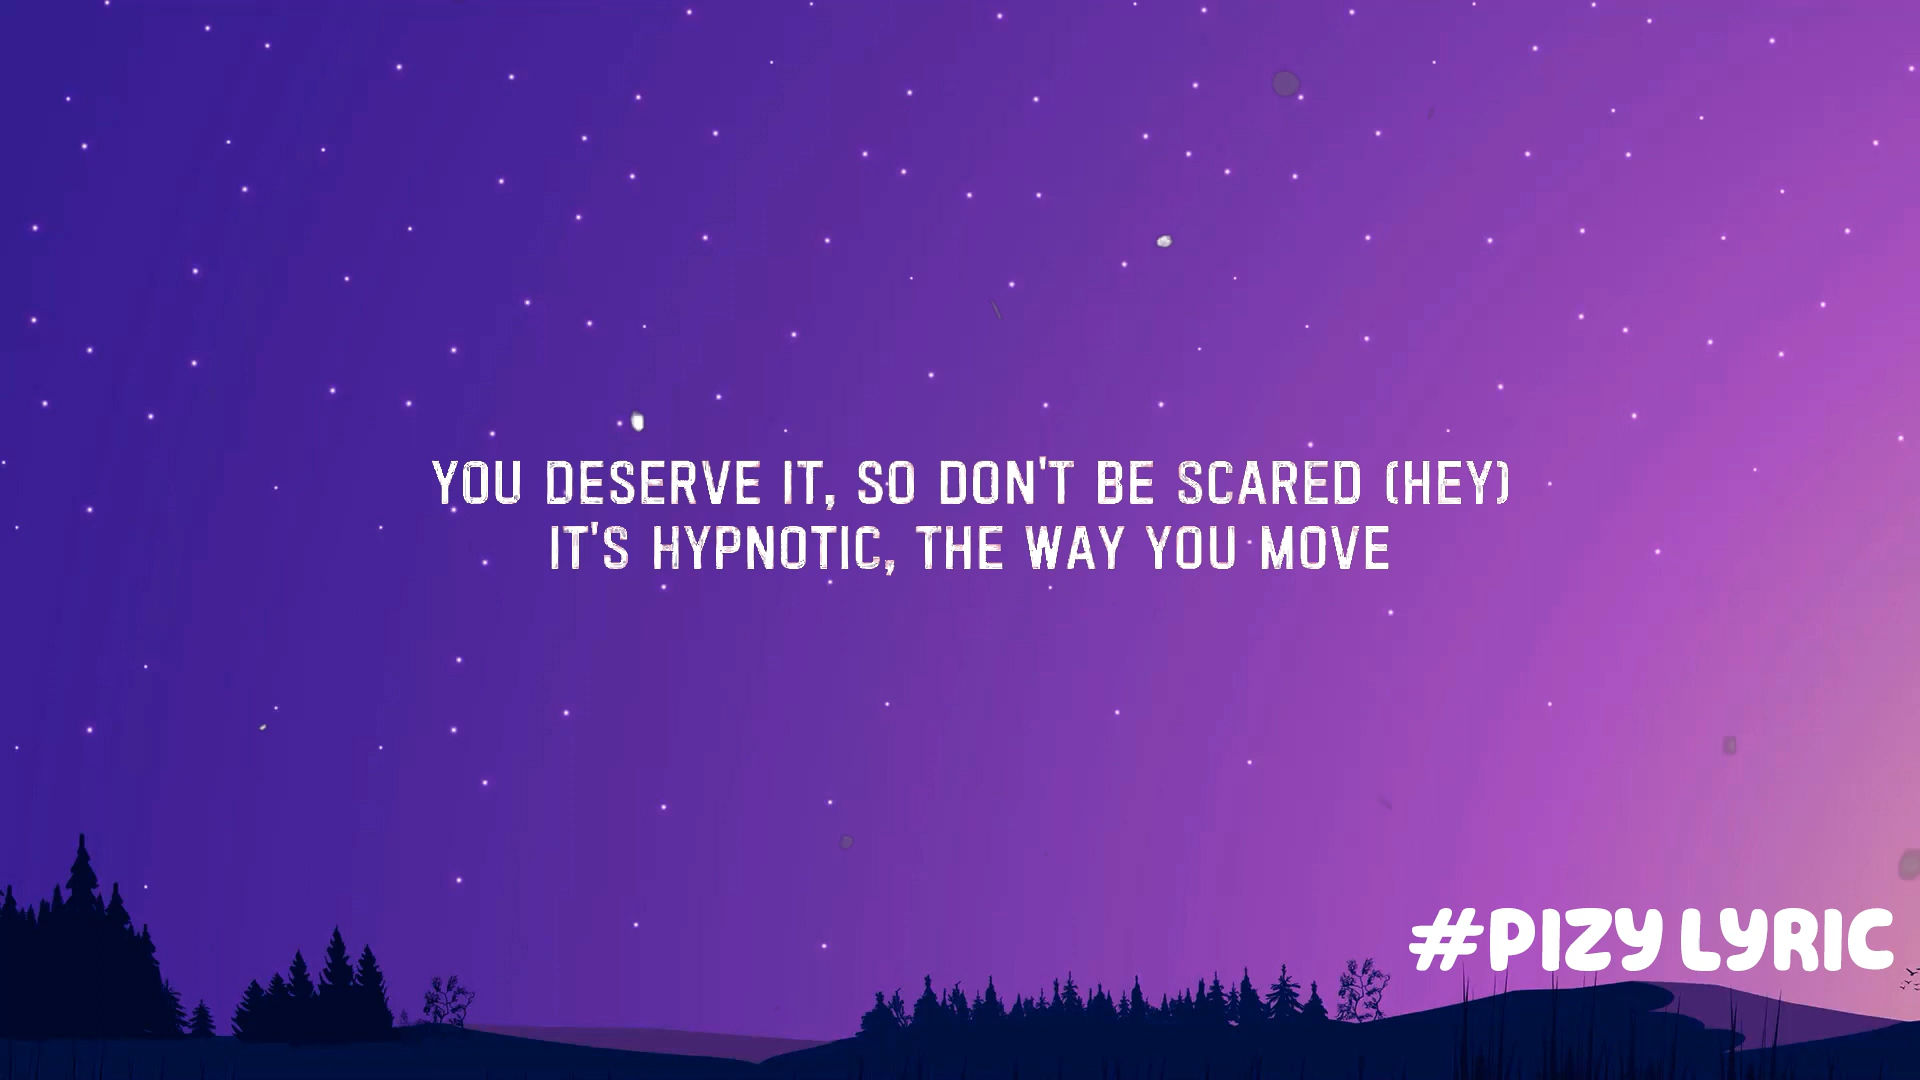 YOU DESERVE IT, SO DON'T BE SCARED (HEY)
IT'S HYPNOTIC, THE WAY YOU MOVE
#PIZY LYRIC